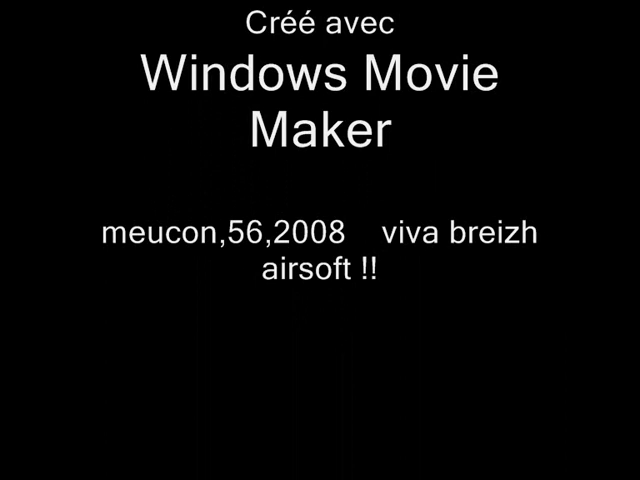 Créé avec
Windows Movie
Maker
meucon,56,2008    viva breizh
airsoft !!